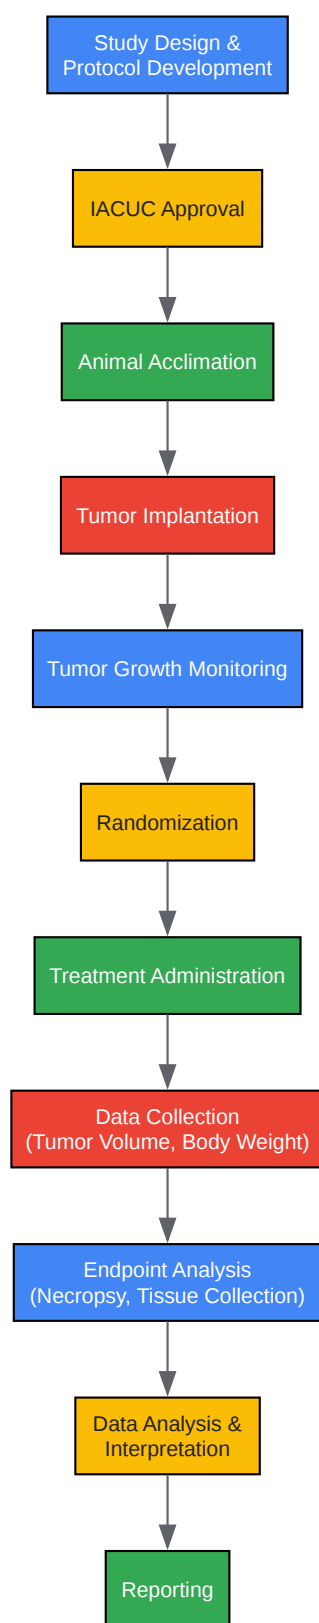 Study Design &
Protocol Development
IACUC Approval
Animal Acclimation
Tumor Implantation
Tumor Growth Monitoring
Randomization
Treatment Administration
Data Collection
(Tumor Volume, Body Weight)
Endpoint Analysis
(Necropsy, Tissue Collection)
Data Analysis &
Interpretation
Reporting